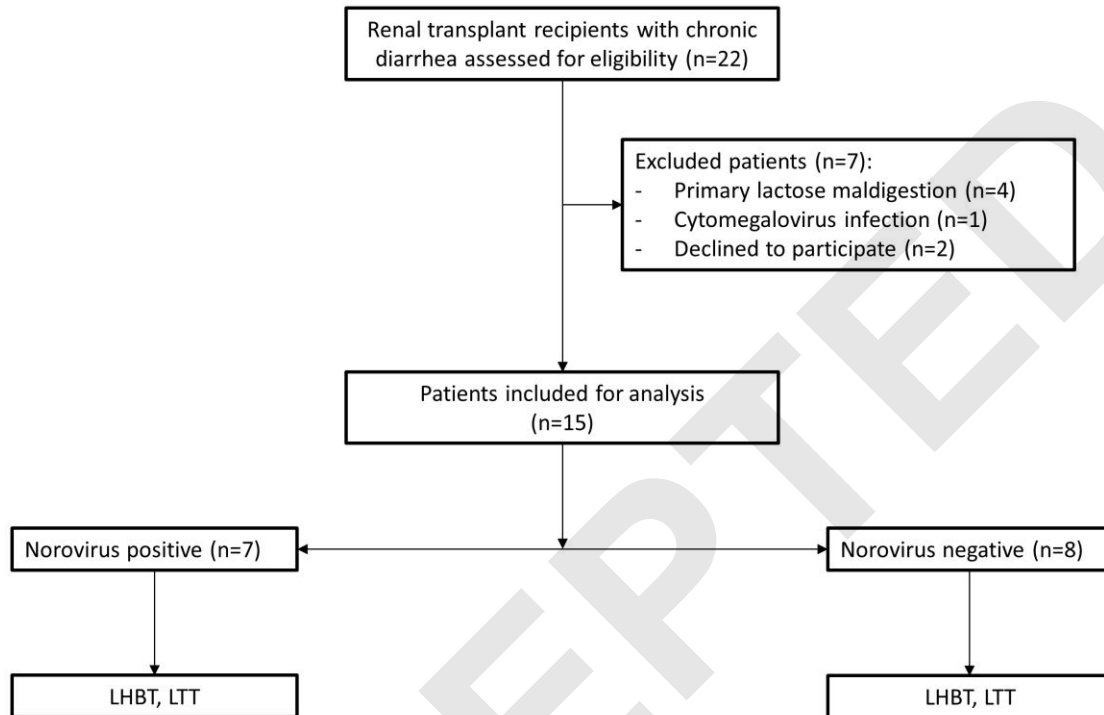 Renal transplant recipients with chronic
diarrhea assessed for eligibility (n=22)
Excluded patients (n=7):
- Primary lactose maldigestion (n=4)
- Cytomegalovirus infection (n=1)
- Declined to participate (n=2)
Patients included for analysis
(n=15)
Norovirus positive (n=7)
Norovirus negative (n=8)
LHBT, LTT
LHBT, LTT
EPTED